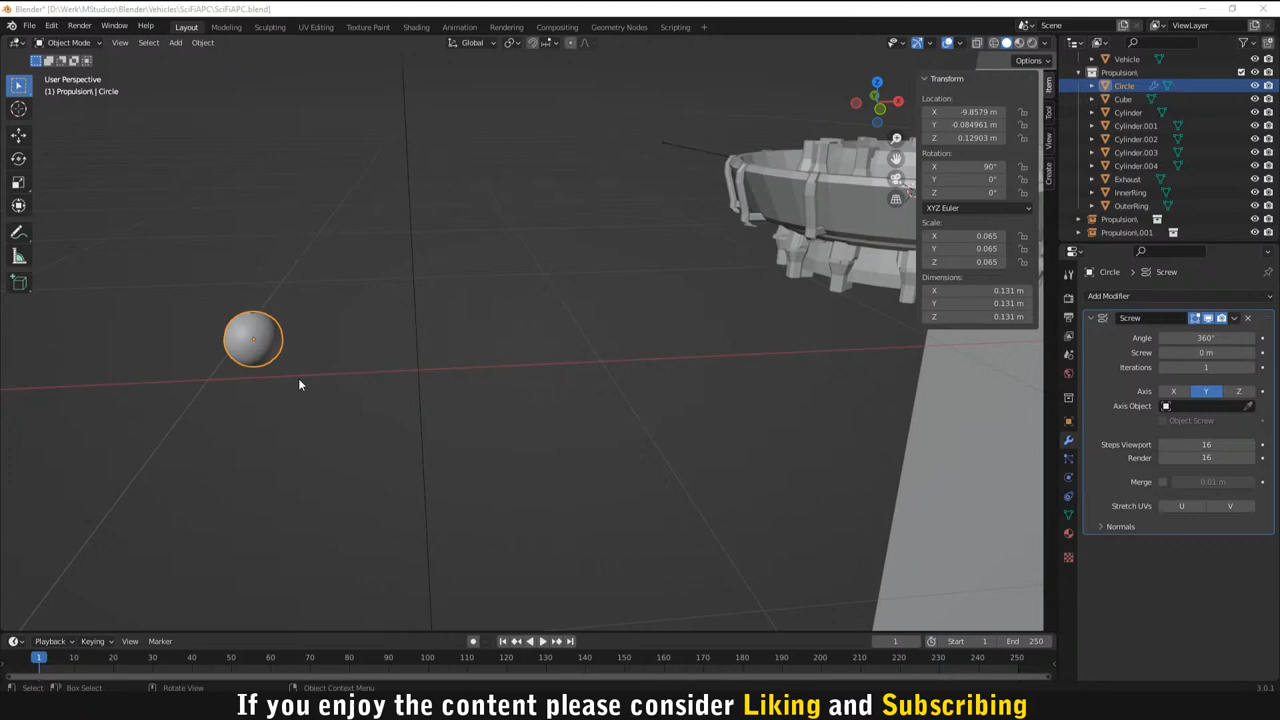 Blender* [D:\Werk\MStudios\Blender\Vehicles\SciFiAPC\SciFiAPC.blend]
File Edit Render Window Help Layout Modeling Sculpting UV Editing Texture Paint Shading Animation Rendering Compositing Geometry Nodes Scripting Scene ViewLayer
Object Mode View Select Add Object Global
Options
User Perspective
(1) Propulsion\ | Circle
X
Y
Z
Transform
Location:
X -9.8579 m
Y -0.084961 m
Z 0.12903 m
Rotation:
X 90°
Y 0°
Z 0°
XYZ Euler
Scale:
X 0.065
Y 0.065
Z 0.065
Dimensions:
X 0.131 m
Y 0.131 m
Z 0.131 m
Item
Tool
View
Create
Vehicle
Propulsion\
Circle
Cube
Cylinder
Cylinder.001
Cylinder.002
Cylinder.003
Cylinder.004
Exhaust
InnerRing
OuterRing
Propulsion\
Propulsion\.001
Circle > Screw
Add Modifier
Screw
Angle 360°
Screw 0 m
Iterations 1
Axis X Y Z
Axis Object
Object Screw
Steps Viewport 16
Render 16
Merge 0.01 m
Stretch UVs U V
Normals
Playback Keying View Marker 1 Start 1 End 250
1 10 20 30 40 50 60 70 80 90 100 110 120 130 140 150 160 170 180 190 200 210 220 230 240 250
Select Box Select Rotate View Object Context Menu 3.0.1
If you enjoy the content please consider Liking and Subscribing